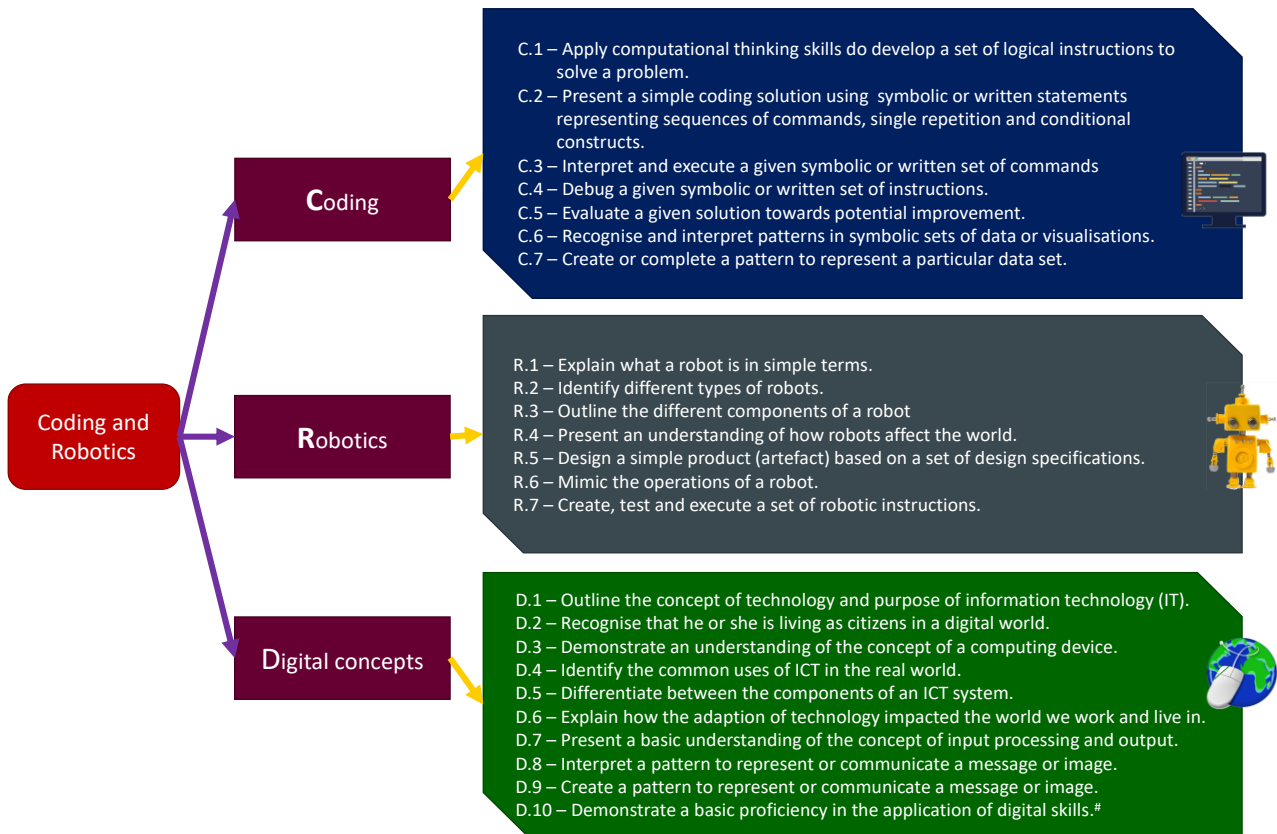 Coding and
Robotics
Coding
C.1 – Apply computational thinking skills do develop a set of logical instructions to
solve a problem.
C.2 – Present a simple coding solution using symbolic or written statements
representing sequences of commands, single repetition and conditional
constructs.
C.3 – Interpret and execute a given symbolic or written set of commands
C.4 – Debug a given symbolic or written set of instructions.
C.5 – Evaluate a given solution towards potential improvement.
C.6 – Recognise and interpret patterns in symbolic sets of data or visualisations.
C.7 – Create or complete a pattern to represent a particular data set.
Robotics
R.1 – Explain what a robot is in simple terms.
R.2 – Identify different types of robots.
R.3 – Outline the different components of a robot
R.4 – Present an understanding of how robots affect the world.
R.5 – Design a simple product (artefact) based on a set of design specifications.
R.6 – Mimic the operations of a robot.
R.7 – Create, test and execute a set of robotic instructions.
Digital concepts
D.1 – Outline the concept of technology and purpose of information technology (IT).
D.2 – Recognise that he or she is living as citizens in a digital world.
D.3 – Demonstrate an understanding of the concept of a computing device.
D.4 – Identify the common uses of ICT in the real world.
D.5 – Differentiate between the components of an ICT system.
D.6 – Explain how the adaption of technology impacted the world we work and live in.
D.7 – Present a basic understanding of the concept of input processing and output.
D.8 – Interpret a pattern to represent or communicate a message or image.
D.9 – Create a pattern to represent or communicate a message or image.
D.10 – Demonstrate a basic proficiency in the application of digital skills.#